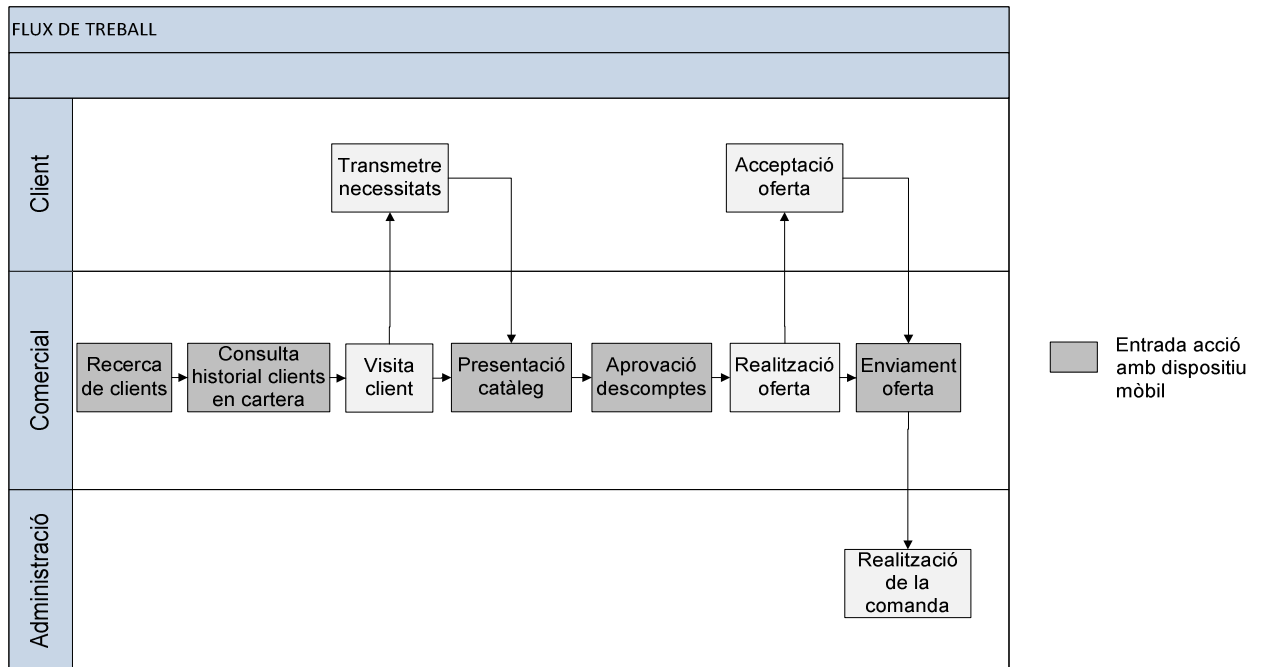 FLUX DE TREBALL
Client
Transmetre
necessitats
Acceptació
oferta
Comercial
Recerca
de clients
Consulta
historial clients
en cartera
Visita
client
Presentació
catàleg
Aprovació
descomptes
Realització
oferta
Enviament
oferta
Administració
Realització
de la
comanda
Entrada acció
amb dispositiu
mòbil